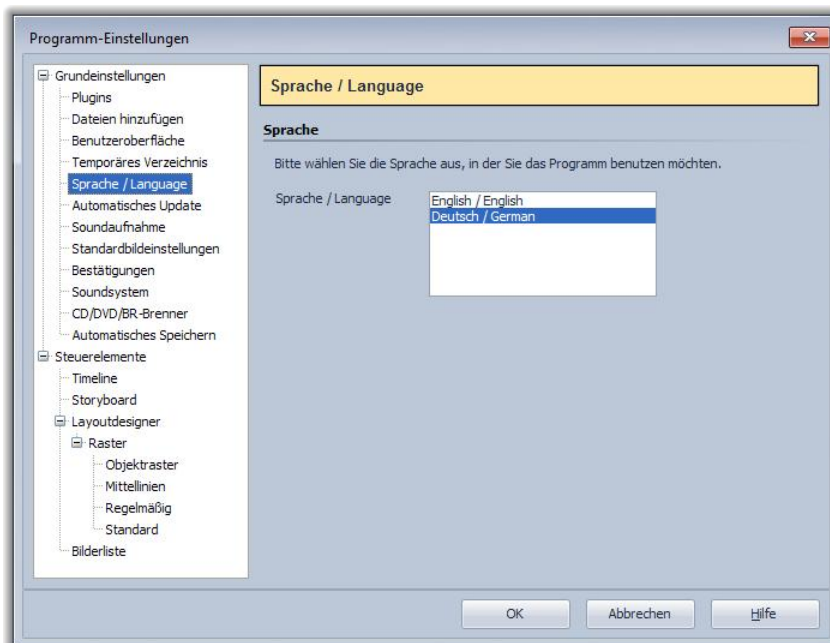 Programm-Einstellungen
Grundeinstellungen
Plugins
Dateien hinzufügen
Benutzeroberfläche
Temporäres Verzeichnis
Sprache / Language
Automatisches Update
Soundaufnahme
Standardbildeinstellungen
Bestätigungen
Soundsystem
CD/DVD/BR-Brenner
Automatisches Speichern
Steuerelemente
Timeline
Storyboard
Layoutdesigner
Raster
Objektraster
Mittellinien
Regelmäßig
Standard
Bilderliste
Sprache / Language
Sprache
Bitte wählen Sie die Sprache aus, in der Sie das Programm benutzen möchten.
Sprache / Language
English / English
Deutsch / German
OK
Abbrechen
Hilfe